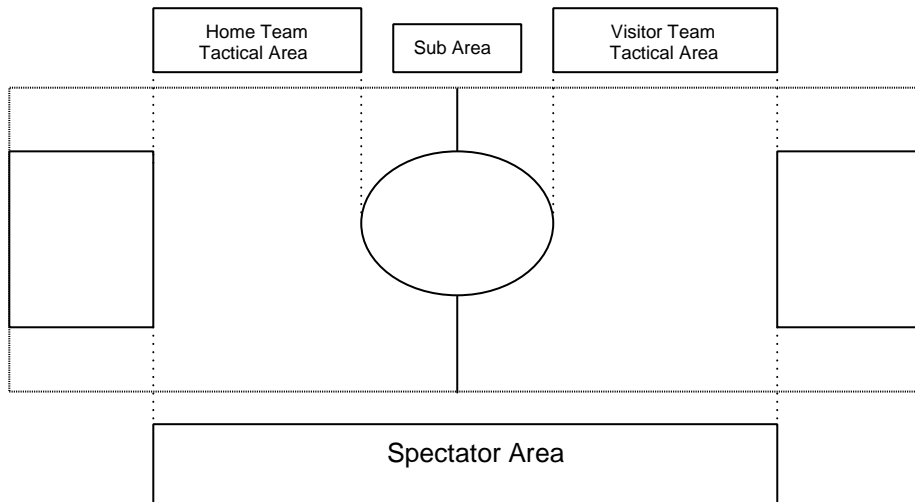 Home Team
Tactical Area
Sub Area
Visitor Team
Tactical Area
Spectator Area